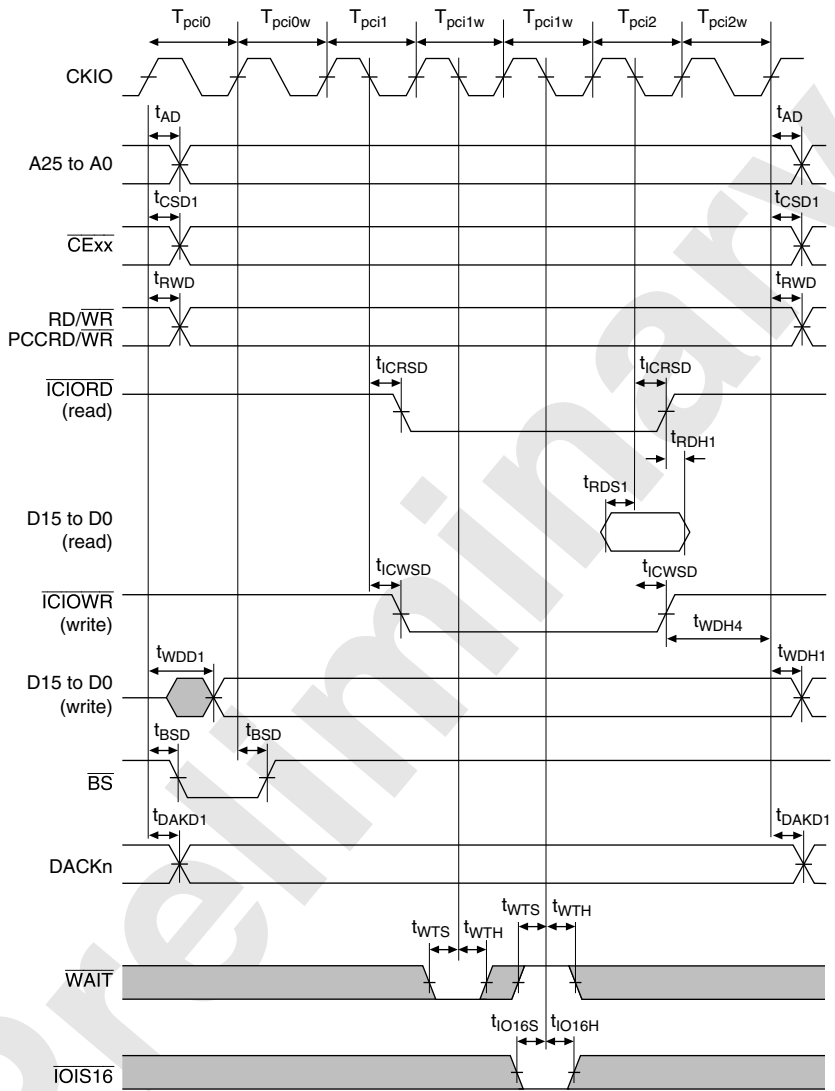 Tpci0 Tpci0w Tpci1 Tpci1w Tpci1w Tpci2 Tpci2w
CKIO
tAD tAD
A25 to A0
tCSD1 tCSD1
CExx
tRWD tRWD
RD/WR
PCCRD/WR
tICRSD tICRSD
ICIORD
(read)
tRDH1
tRDS1
D15 to D0
(read)
tICWSD tICWSD
ICIOWR
(write)
tWDH4
tWDD1 tWDH1
D15 to D0
(write)
tBSD tBSD
BS
tDAKD1 tDAKD1
DACKn
tWTS tWTH tWTS tWTH
WAIT
tIO16S tIO16H
IOIS16
Preliminary